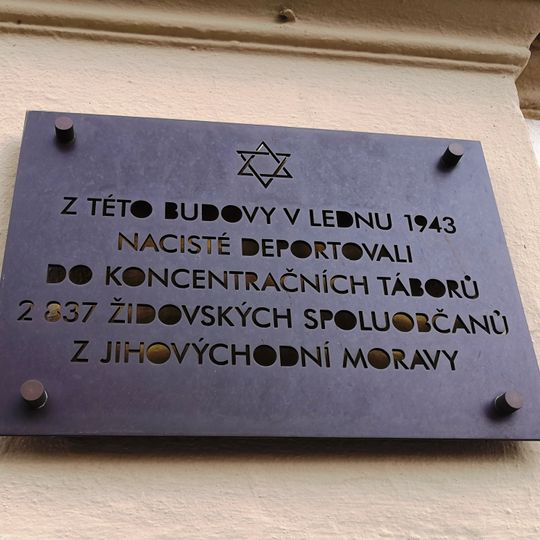 Z TÉTO BUDOVY V LEDNU 1943
NACISTÉ DEPORTOVALI
DO KONCENTRAČNÍCH TÁBORŮ
2 837 ŽIDOVSKÝCH SPOLUOBČANŮ
Z JIHOVÝCHODNÍ MORAVY